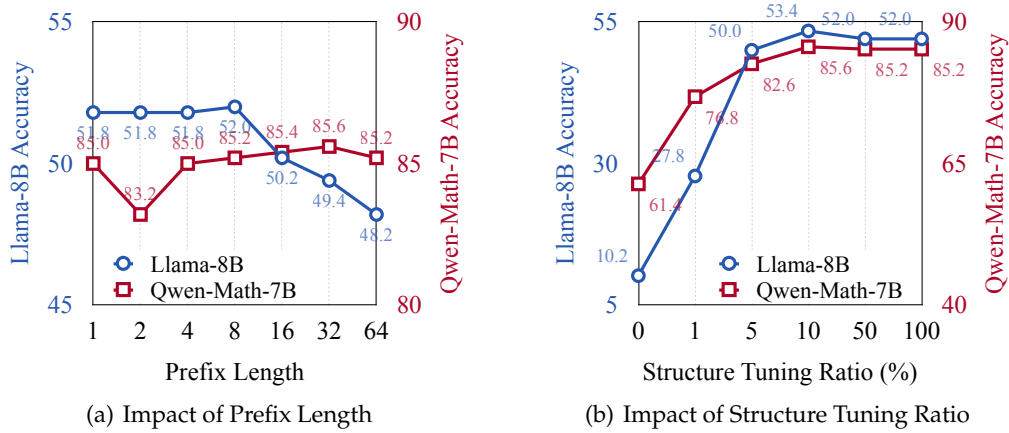 55
50
45
Llama-8B Accuracy
90
85
80
Qwen-Math-7B Accuracy
51.8
51.8
51.8
52.0
50.2
49.4
48.2
85.0
83.2
85.0
85.2
85.4
85.6
85.2
Llama-8B
Qwen-Math-7B
1 2 4 8 16 32 64
Prefix Length
(a) Impact of Prefix Length
55
30
5
Llama-8B Accuracy
90
65
40
Qwen-Math-7B Accuracy
10.2
27.8
50.0
53.4
52.0
52.0
61.4
76.8
82.6
85.6
85.2
85.2
Llama-8B
Qwen-Math-7B
0 1 5 10 50 100
Structure Tuning Ratio (%)
(b) Impact of Structure Tuning Ratio